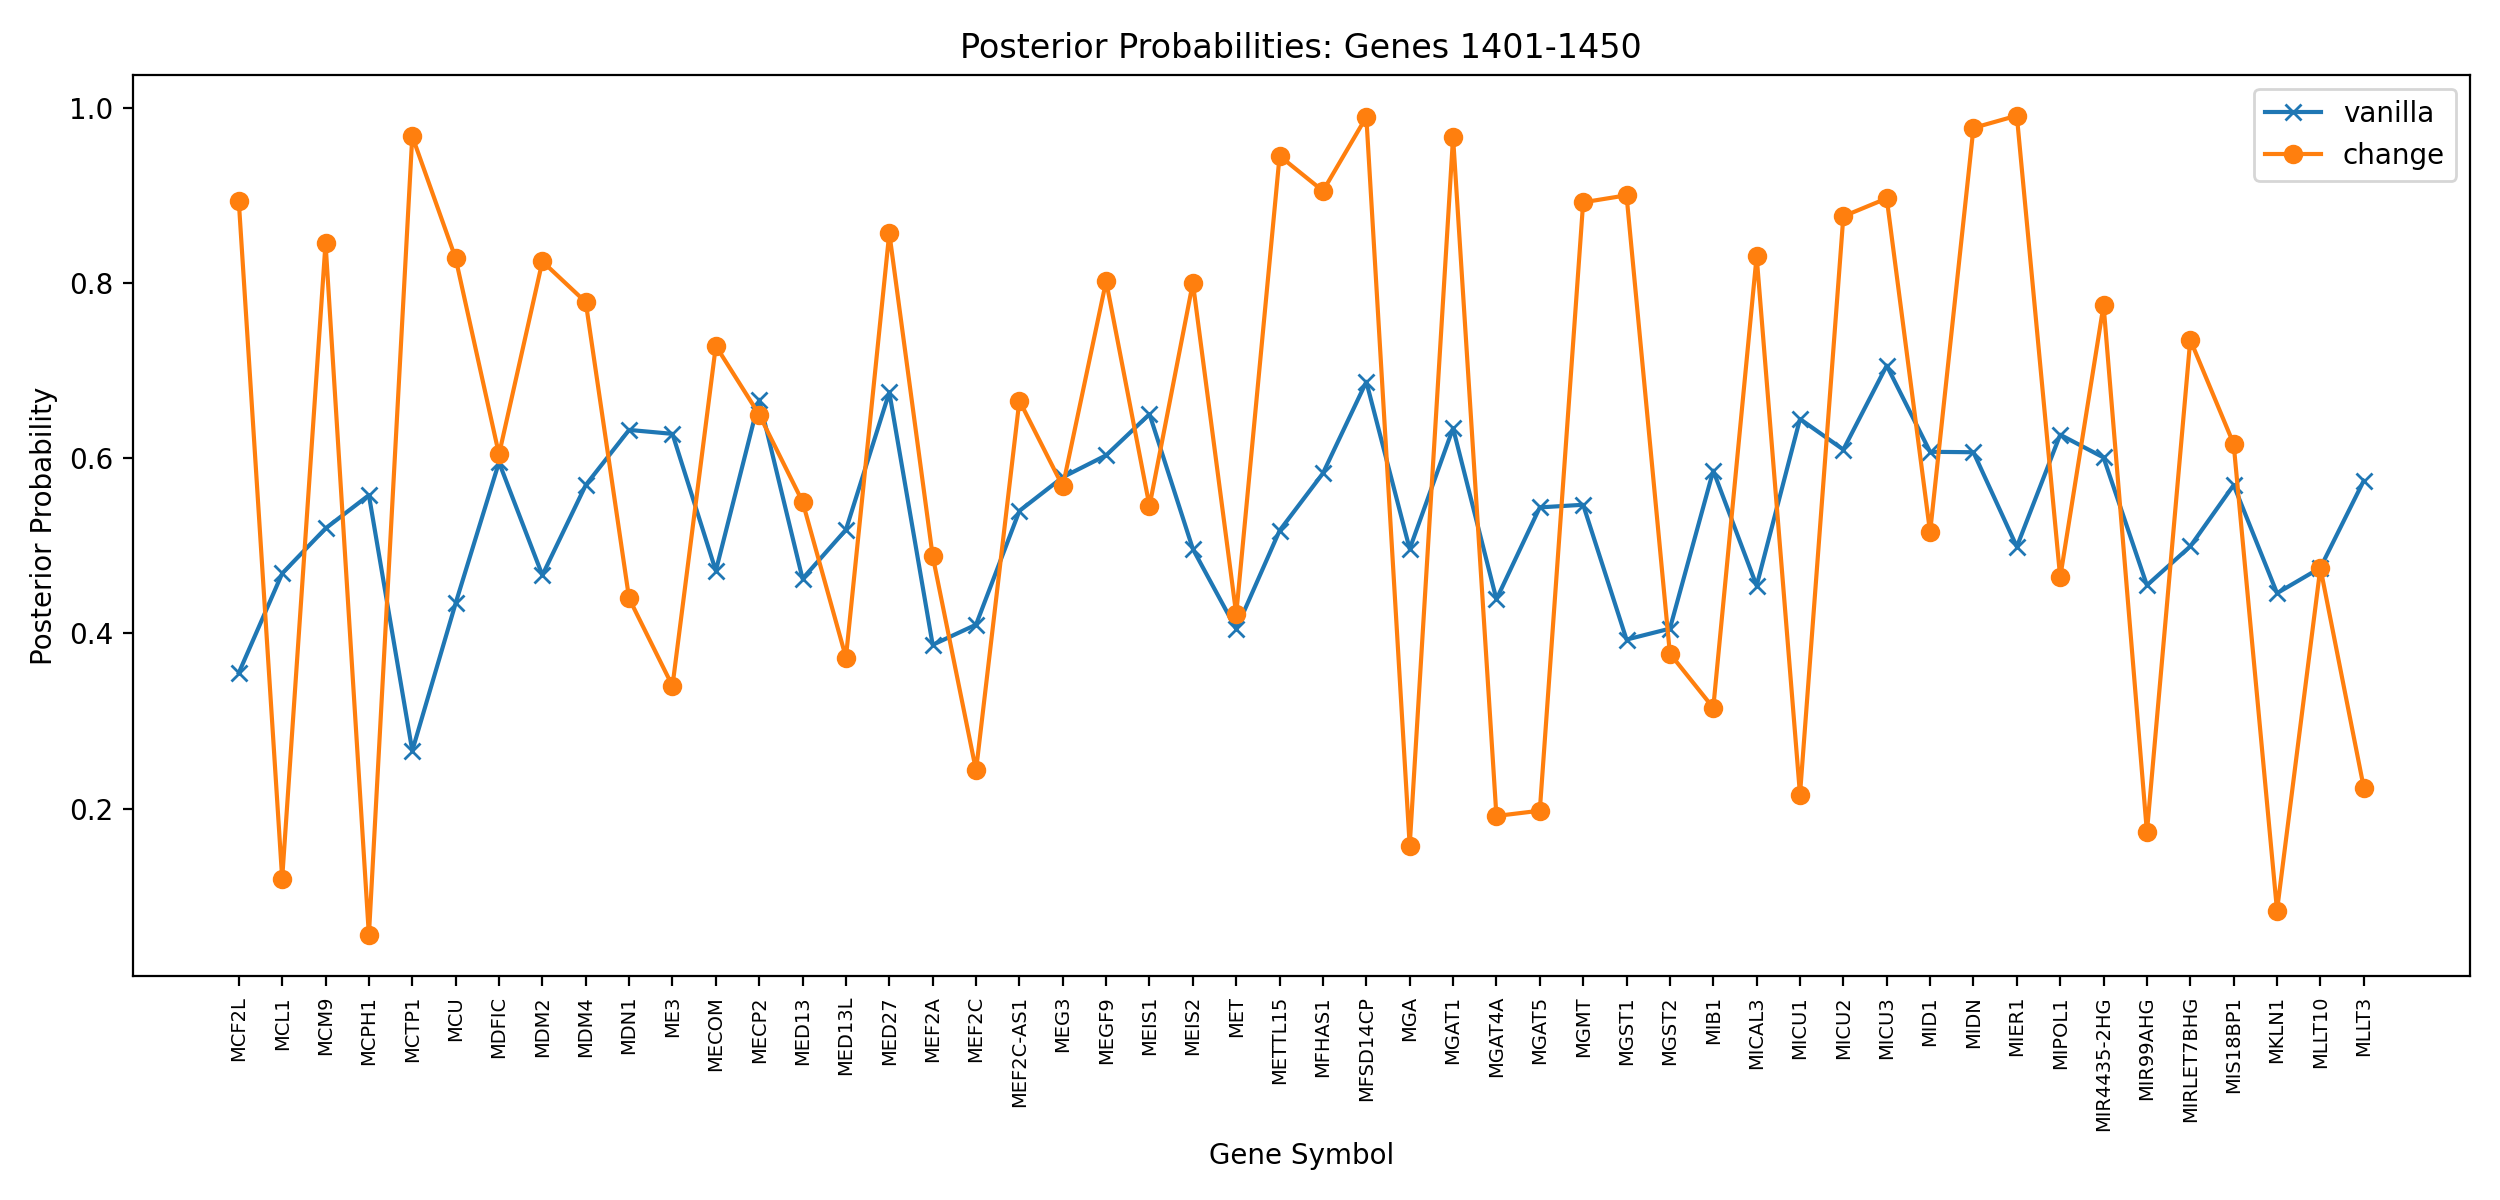 Posterior Probabilities: Genes 1401-1450
vanilla
change
Posterior Probability
1.0
0.8
0.6
0.4
0.2
MCF2L
MCL1
MCM9
MCPH1
MCTP1
MCU
MDFIC
MDM2
MDM4
MDN1
ME3
MECOM
MECP2
MED13
MED13L
MED27
MEF2A
MEF2C
MEF2C-AS1
MEG3
MEGF9
MEIS1
MEIS2
MET
METTL15
MFHAS1
MFSD14CP
MGA
MGAT1
MGAT4A
MGAT5
MGMT
MGST1
MGST2
MIB1
MICAL3
MICU1
MICU2
MICU3
MID1
MIDN
MIER1
MIPOL1
MIR4435-2HG
MIR99AHG
MIRLET7BHG
MIS18BP1
MKLN1
MLLT10
MLLT3
Gene Symbol